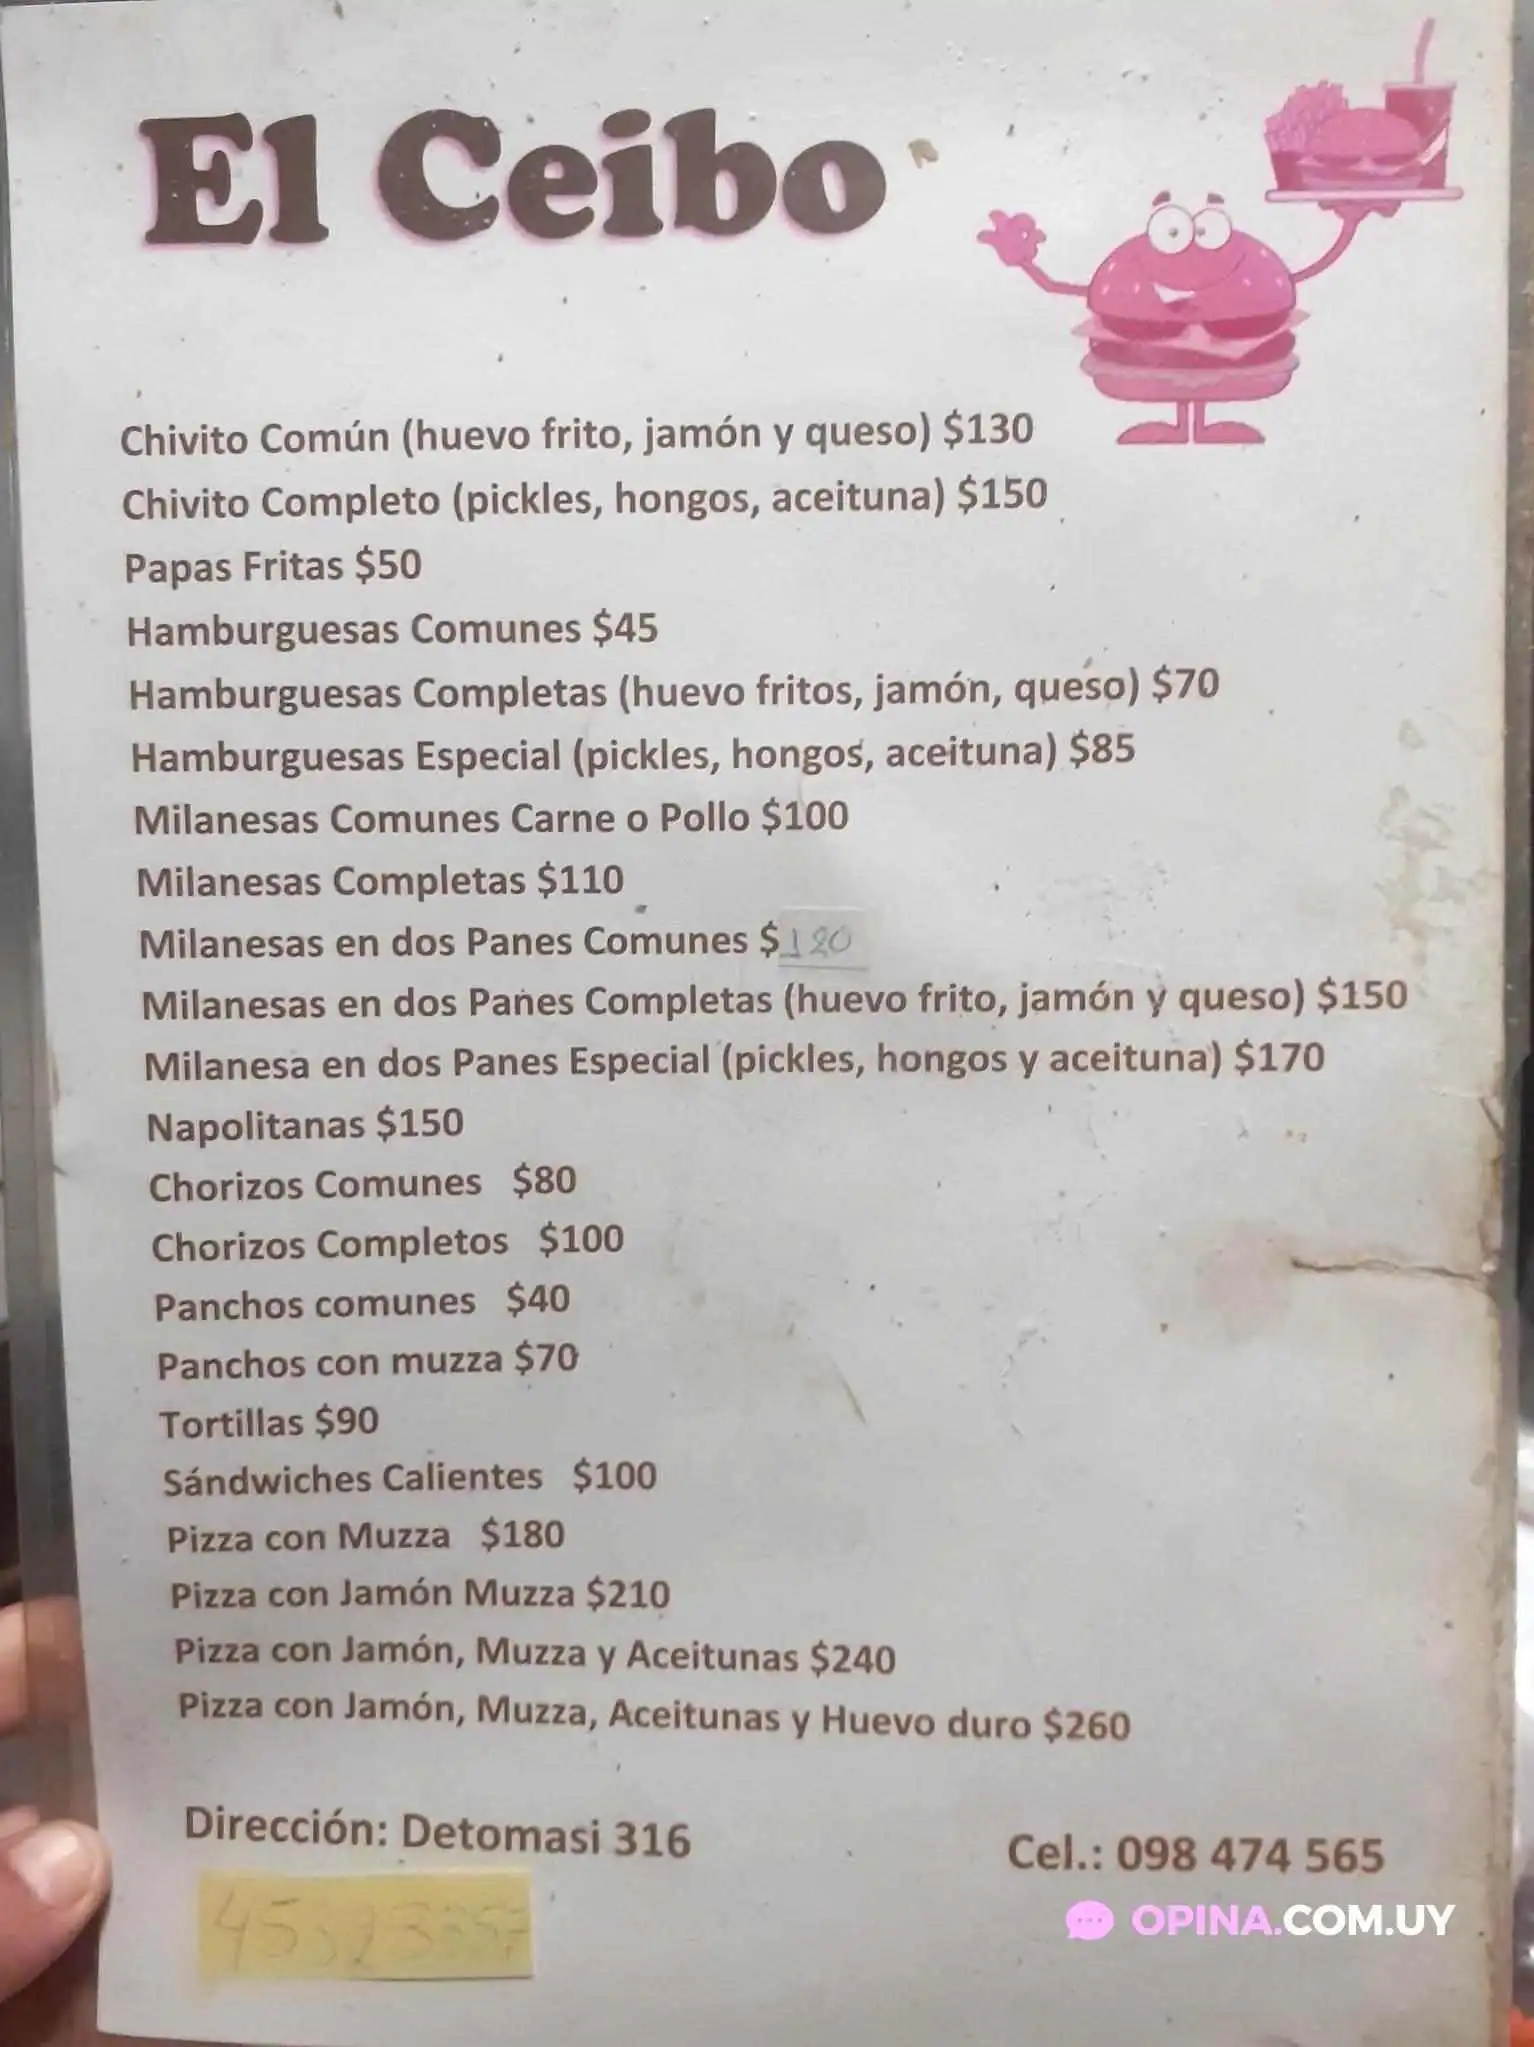 El Ceibo
Chivito Común (huevo frito, jamón y queso) $130
Chivito Completo (pickles, hongos, aceituna) $150
Papas Fritas $50
Hamburguesas Comunes $45
Hamburguesas Completas (huevo fritos, jamón, queso) $70
Hamburguesas Especial (pickles, hongos, aceituna) $85
Milanesas Comunes Carne o Pollo $100
Milanesas Completas $110
Milanesas en dos Panes Comunes $120
Milanesas en dos Panes Completas (huevo frito, jamón y queso) $150
Milanesa en dos Panes Especial (pickles, hongos y aceituna) $170
Napolitanas $150
Chorizos Comunes $80
Chorizos Completos $100
Panchos comunes $40
Panchos con muzza $70
Tortillas $90
Sándwiches Calientes $100
Pizza con Muzza $180
Pizza con Jamón Muzza $210
Pizza con Jamón, Muzza y Aceitunas $240
Pizza con Jamón, Muzza, Aceitunas y Huevo duro $260
Dirección: Detomasi 316
Cel.: 098 474 565
OPINA.COM.UY